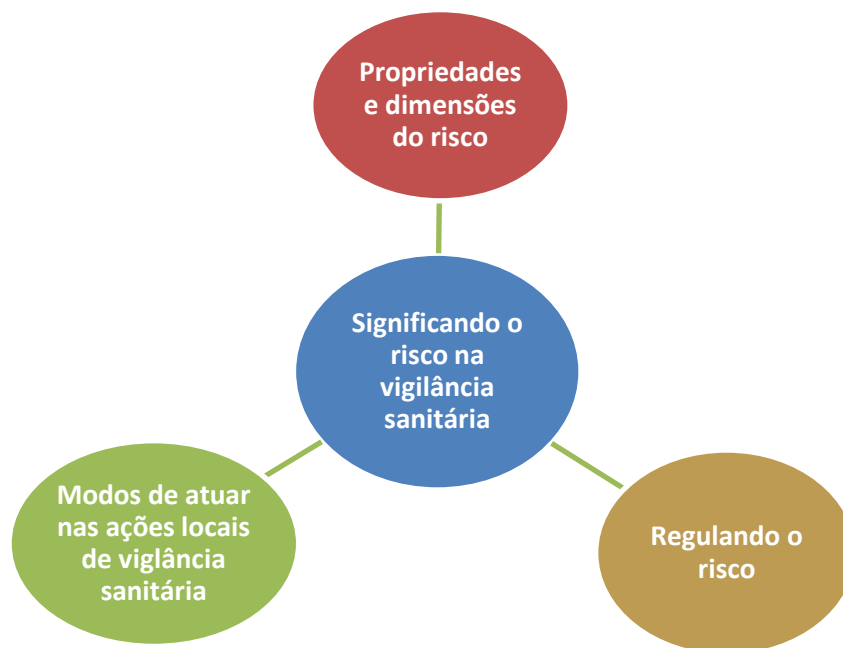 Propriedades
e dimensões
do risco
Significando o
risco na
vigilância
sanitária
Modos de atuar
nas ações locais
de viglância
sanitária
Regulando o
risco